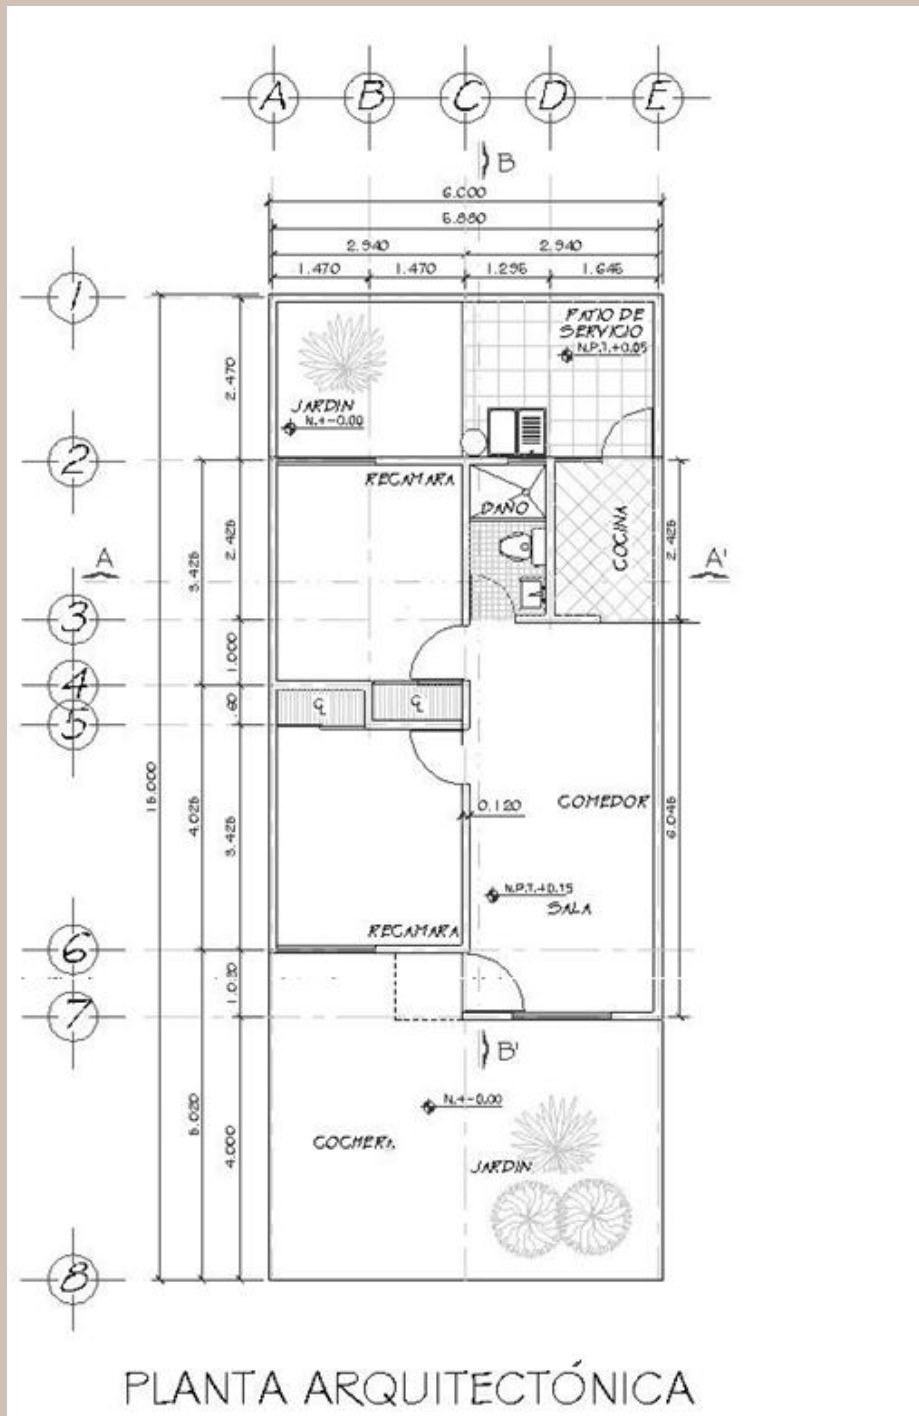 A B C D E
B
6.000
5.880
2.940 2.940
1.470 1.470 1.295 1.645
1
PATIO DE
SERVICIO
N.P.T.+0.05
2.470
JARDIN
N.+-0.00
2
RECAMARA
BAÑO
COCINA
3.425
2.425
2.425
A
A'
3
1.000
4
.60
CL CL
5
15.000
4.025
3.425
0.120
COMEDOR
6.045
N.P.T.+0.15
SALA
RECAMARA
6
1.020
7
B'
N.+-0.00
5.020
4.000
COCHERA
JARDIN
8
PLANTA ARQUITECTÓNICA